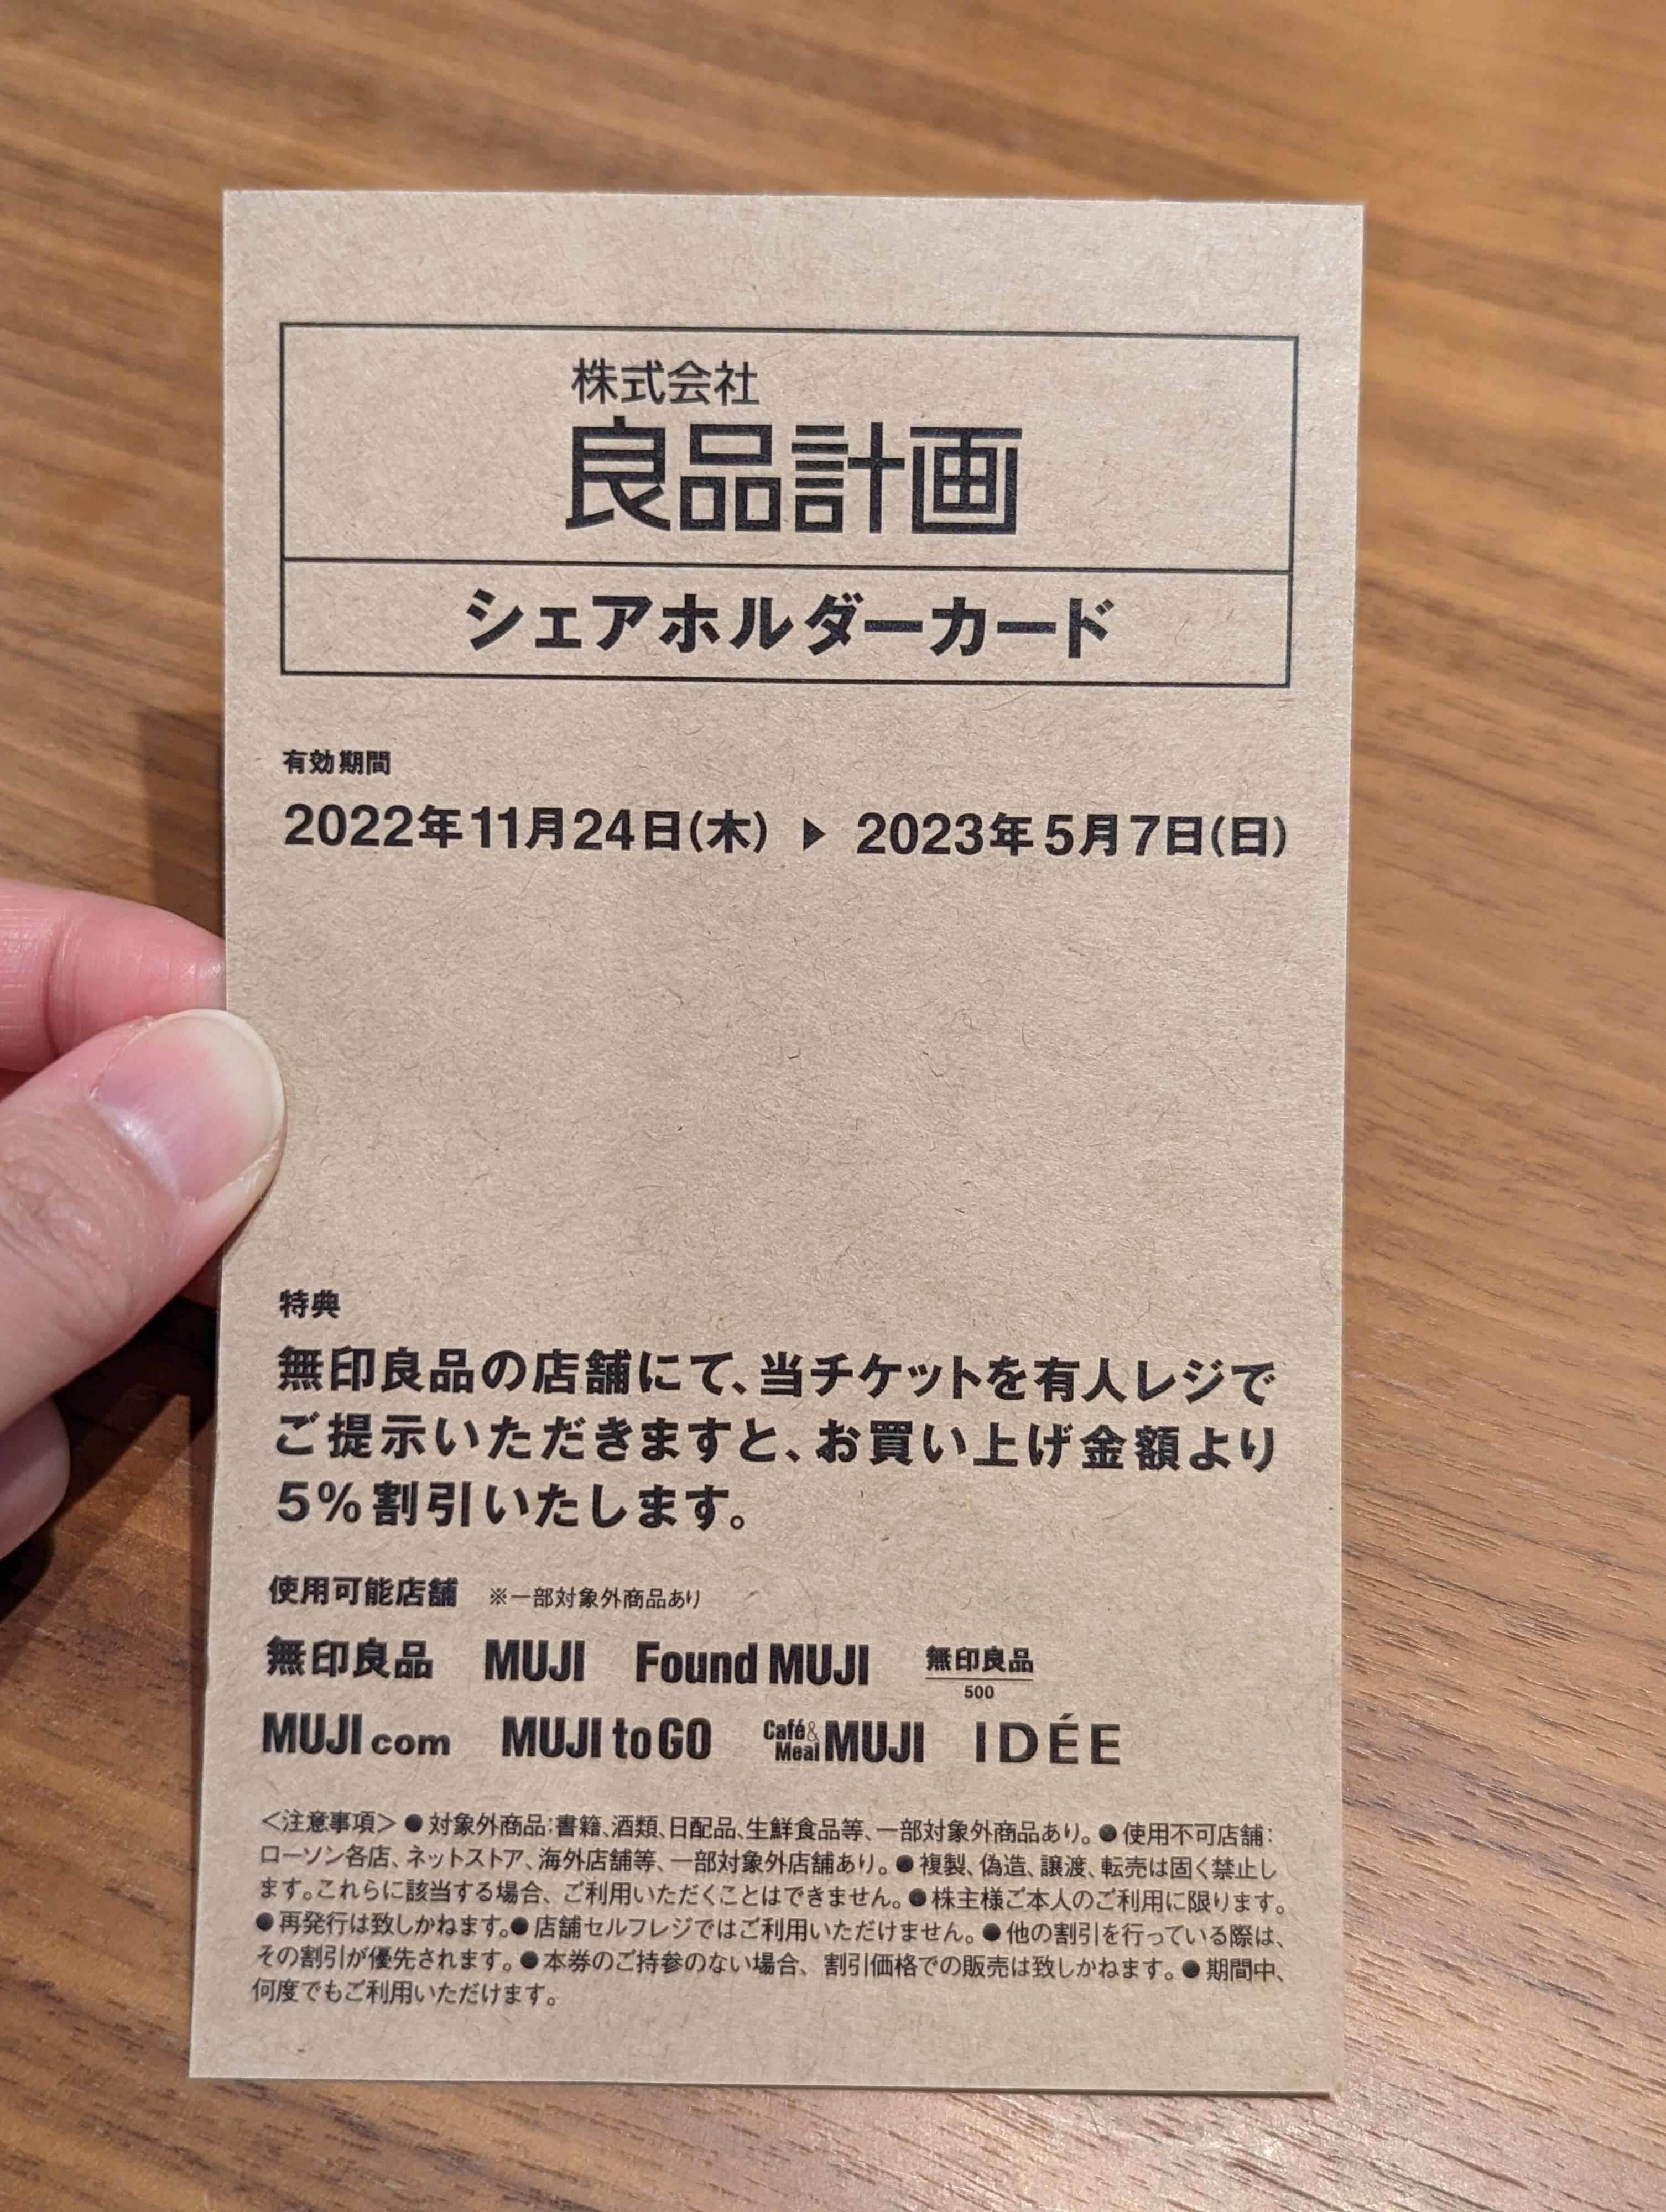 株式会社
良品計画
シェアホルダーカード
有効期間
2022年11月24日(木) ▶ 2023年5月7日(日)
特典
無印良品の店舗にて、当チケットを有人レジで
ご提示いただきますと、お買い上げ金額より
5%割引いたします。
使用可能店舗 ※一部対象外商品あり
無印良品 MUJI Found MUJI 無印良品 500
MUJI com MUJI to GO Café& Meal MUJI IDÉE
＜注意事項＞●対象外商品:書籍、酒類、日配品、生鮮食品等、一部対象外商品あり。●使用不可店舗:
ローソン各店、ネットストア、海外店舗等、一部対象外店舗あり。●複製、偽造、譲渡、転売は固く禁止し
ます。これらに該当する場合、ご利用いただくことはできません。●株主様ご本人のご利用に限ります。
●再発行は致しかねます。●店舗セルフレジではご利用いただけません。●他の割引を行っている際は、
その割引が優先されます。●本券のご持参のない場合、割引価格での販売は致しかねます。●期間中、
何度でもご利用いただけます。